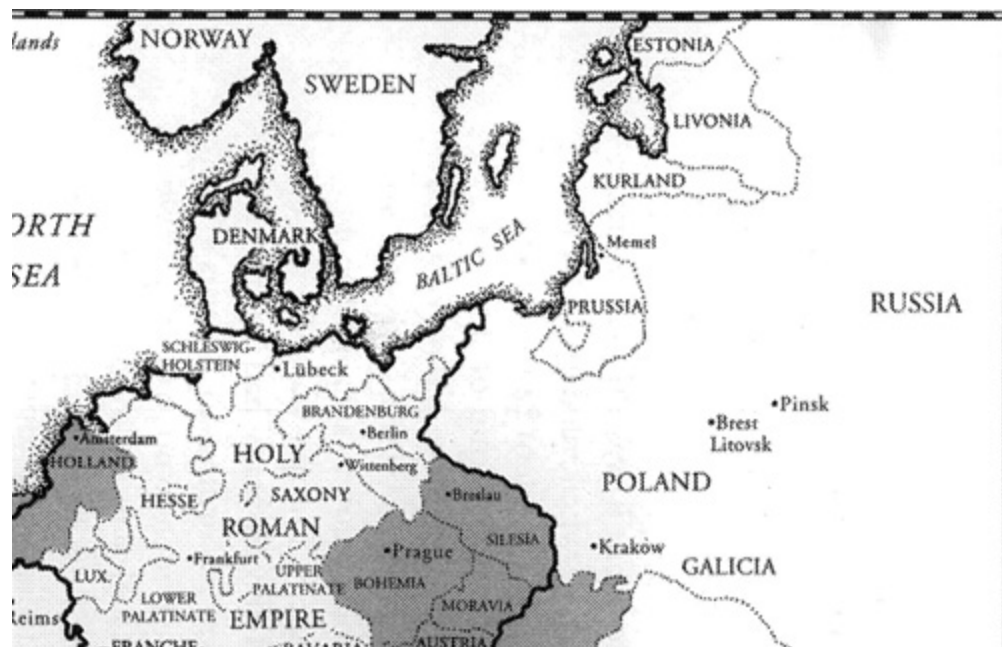 lands
NORWAY
SWEDEN
ESTONIA
LIVONIA
KURLAND
ORTH
SEA
DENMARK
BALTIC SEA
Memel
PRUSSIA
RUSSIA
SCHLESWIG-
HOLSTEIN
•Lübeck
BRANDENBURG
•Berlin
•Pinsk
•Brest
Litovsk
•Amsterdam
HOLLAND
HOLY
•Wittenberg
HESSE
SAXONY
•Breslau
POLAND
ROMAN
SILESIA
•Frankfurt
•Prague
•Kraków
LUX.
UPPER
PALATINATE
BOHEMIA
GALICIA
LOWER
PALATINATE
MORAVIA
Reims
EMPIRE
FRANCHE
BAVARIA
AUSTRIA